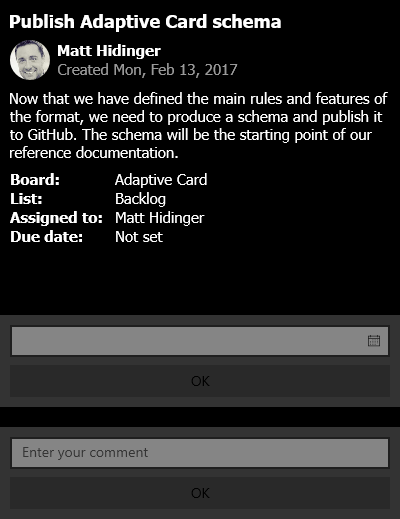 Publish Adaptive Card schema
Matt Hidinger
Created Mon, Feb 13, 2017
Now that we have defined the main rules and features of
the format, we need to produce a schema and publish it
to GitHub. The schema will be the starting point of our
reference documentation.
Board: Adaptive Card
List: Backlog
Assigned to: Matt Hidinger
Due date: Not set
OK
Enter your comment
OK